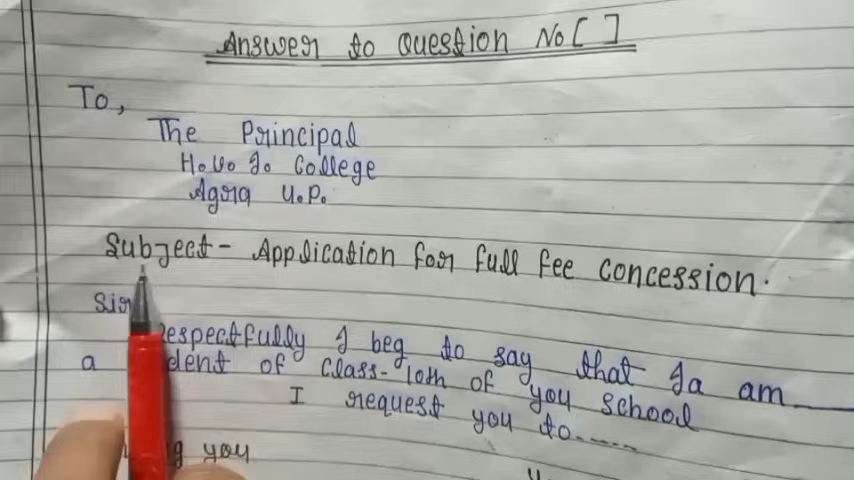 Answer to Question No [ ]
To,
The Principal
H. V. I. College
Agra U.P.
Subject - Application for full fee concession.
Sir
respectfully I beg to say that I a am
a dent of Class - 10th of you school
I request you to.....
g you